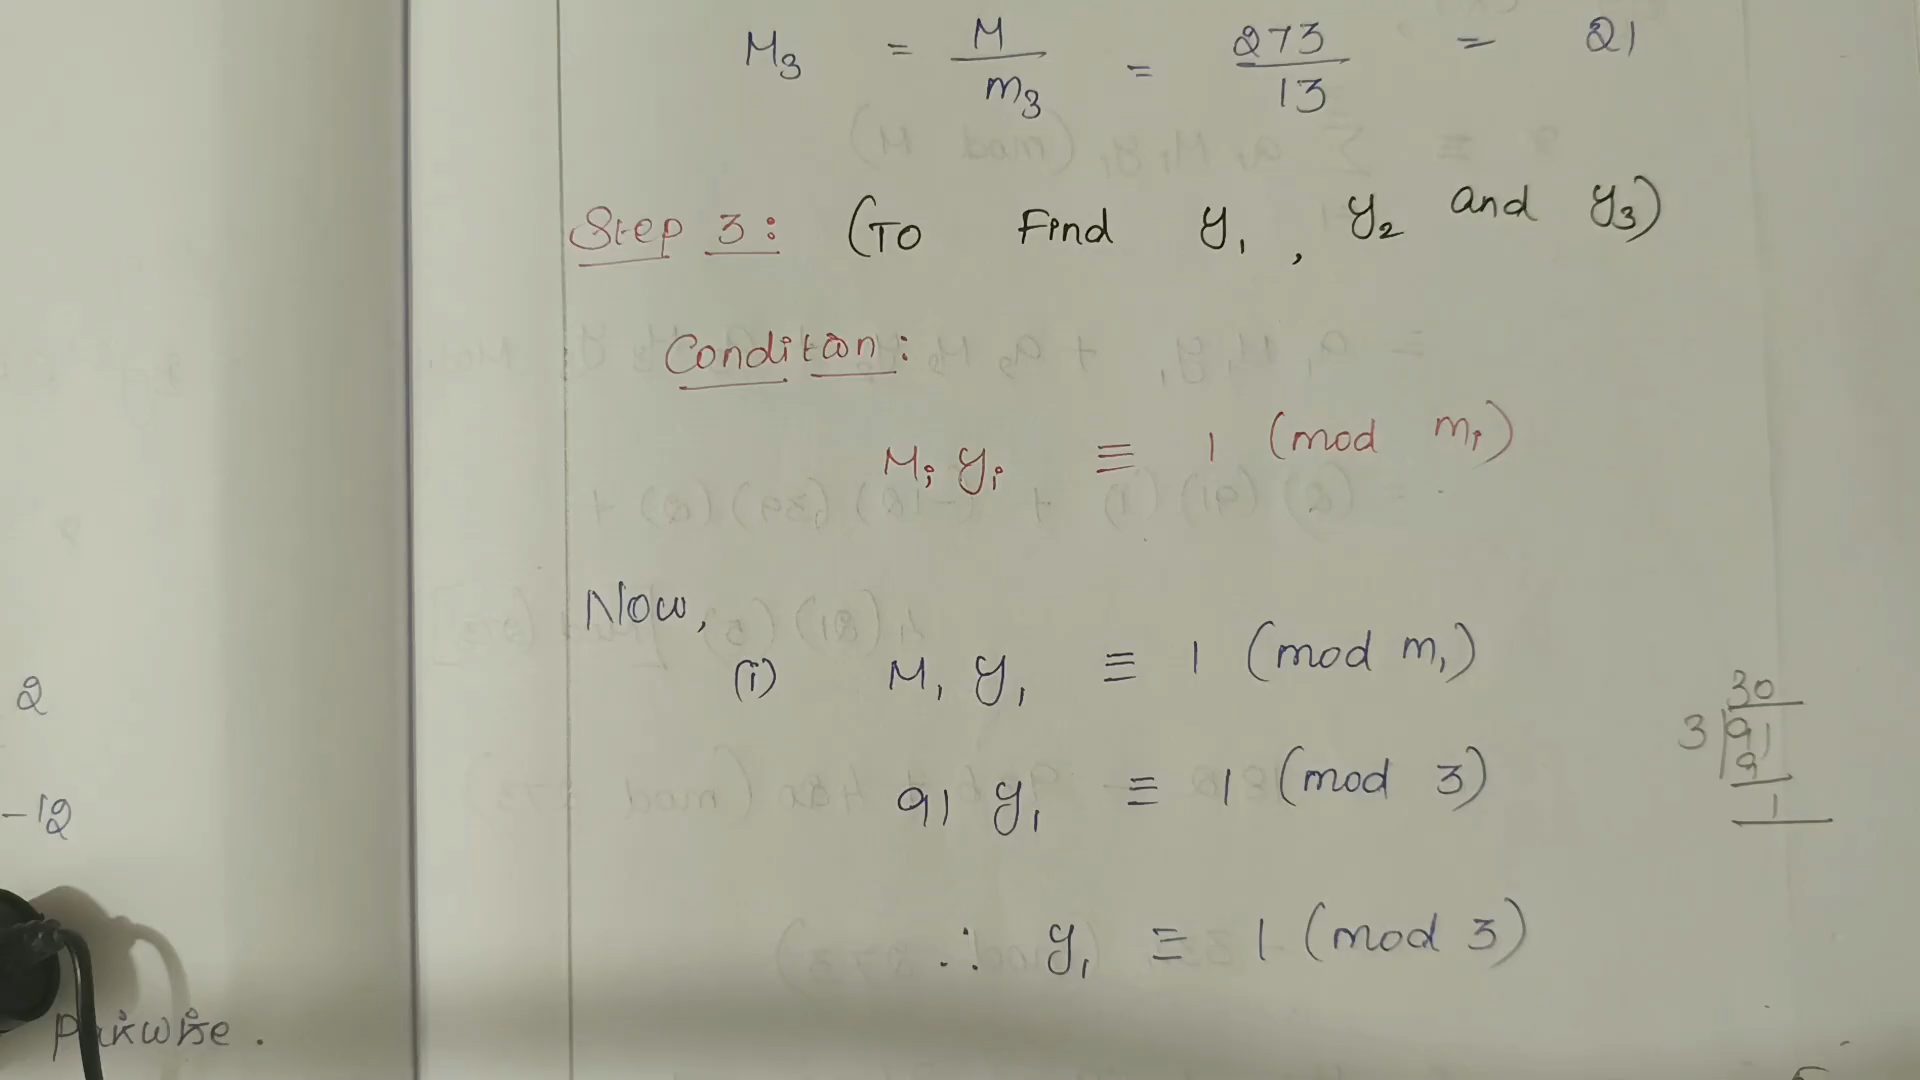 M₃ = M/m₃ = 273/13 = 21
Step 3: (To Find y₁, y₂ and y₃)
Conditon:
Mᵢ yᵢ ≡ 1 (mod mᵢ)
Now,
(i) M₁ y₁ ≡ 1 (mod m₁)
91 y₁ ≡ 1 (mod 3)
∴ y₁ ≡ 1 (mod 3)
30
3 91
9
1
2
-12